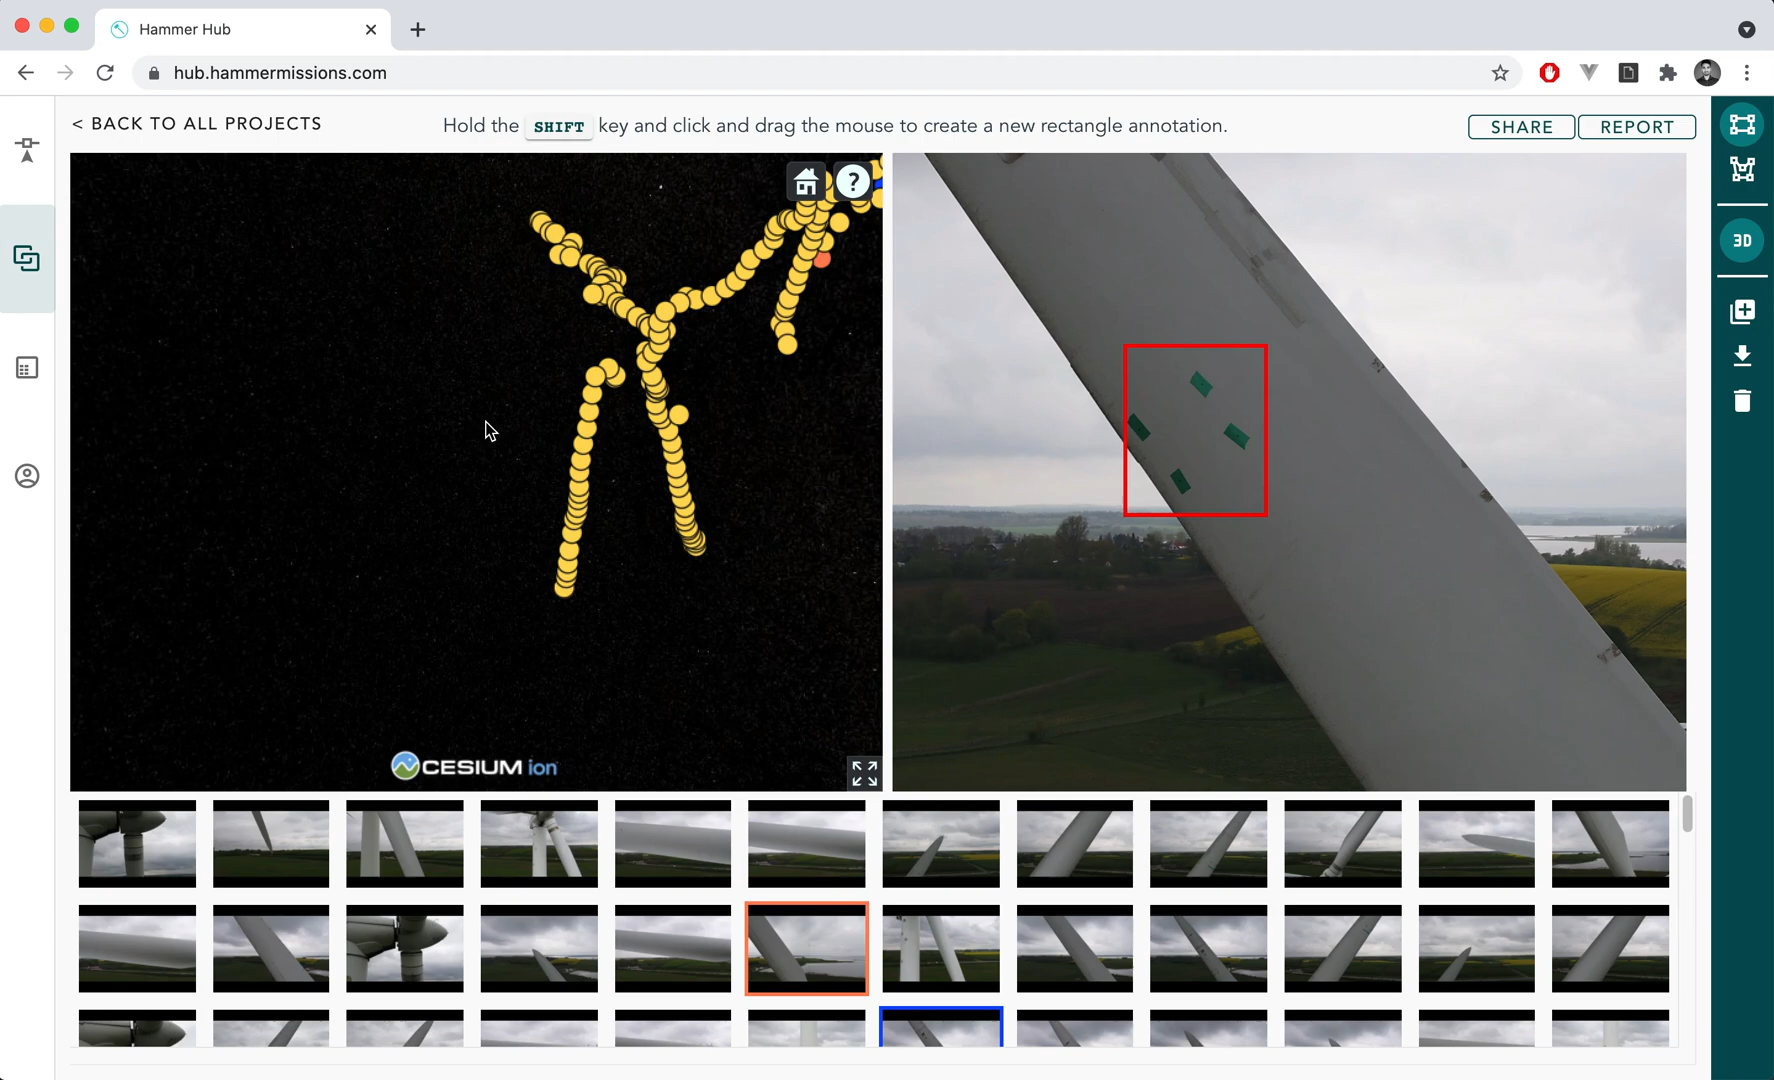 Hammer Hub
hub.hammermissions.com
< BACK TO ALL PROJECTS
Hold the SHIFT key and click and drag the mouse to create a new rectangle annotation.
SHARE
REPORT
?
3D
CESIUM ion